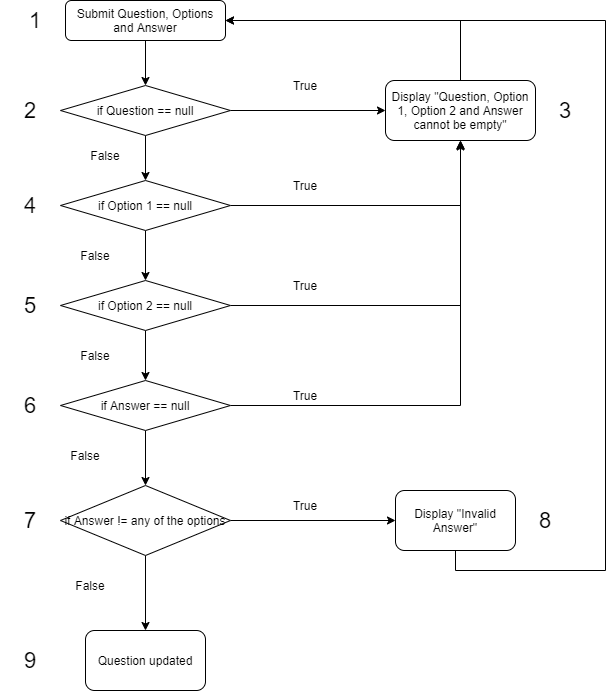 1
Submit Question, Options
and Answer
2
if Question == null
True
Display "Question, Option
1, Option 2 and Answer
cannot be empty"
3
False
4
if Option 1 == null
True
False
5
if Option 2 == null
True
False
6
if Answer == null
True
False
7
if Answer != any of the options
True
Display "Invalid
Answer"
8
False
9
Question updated